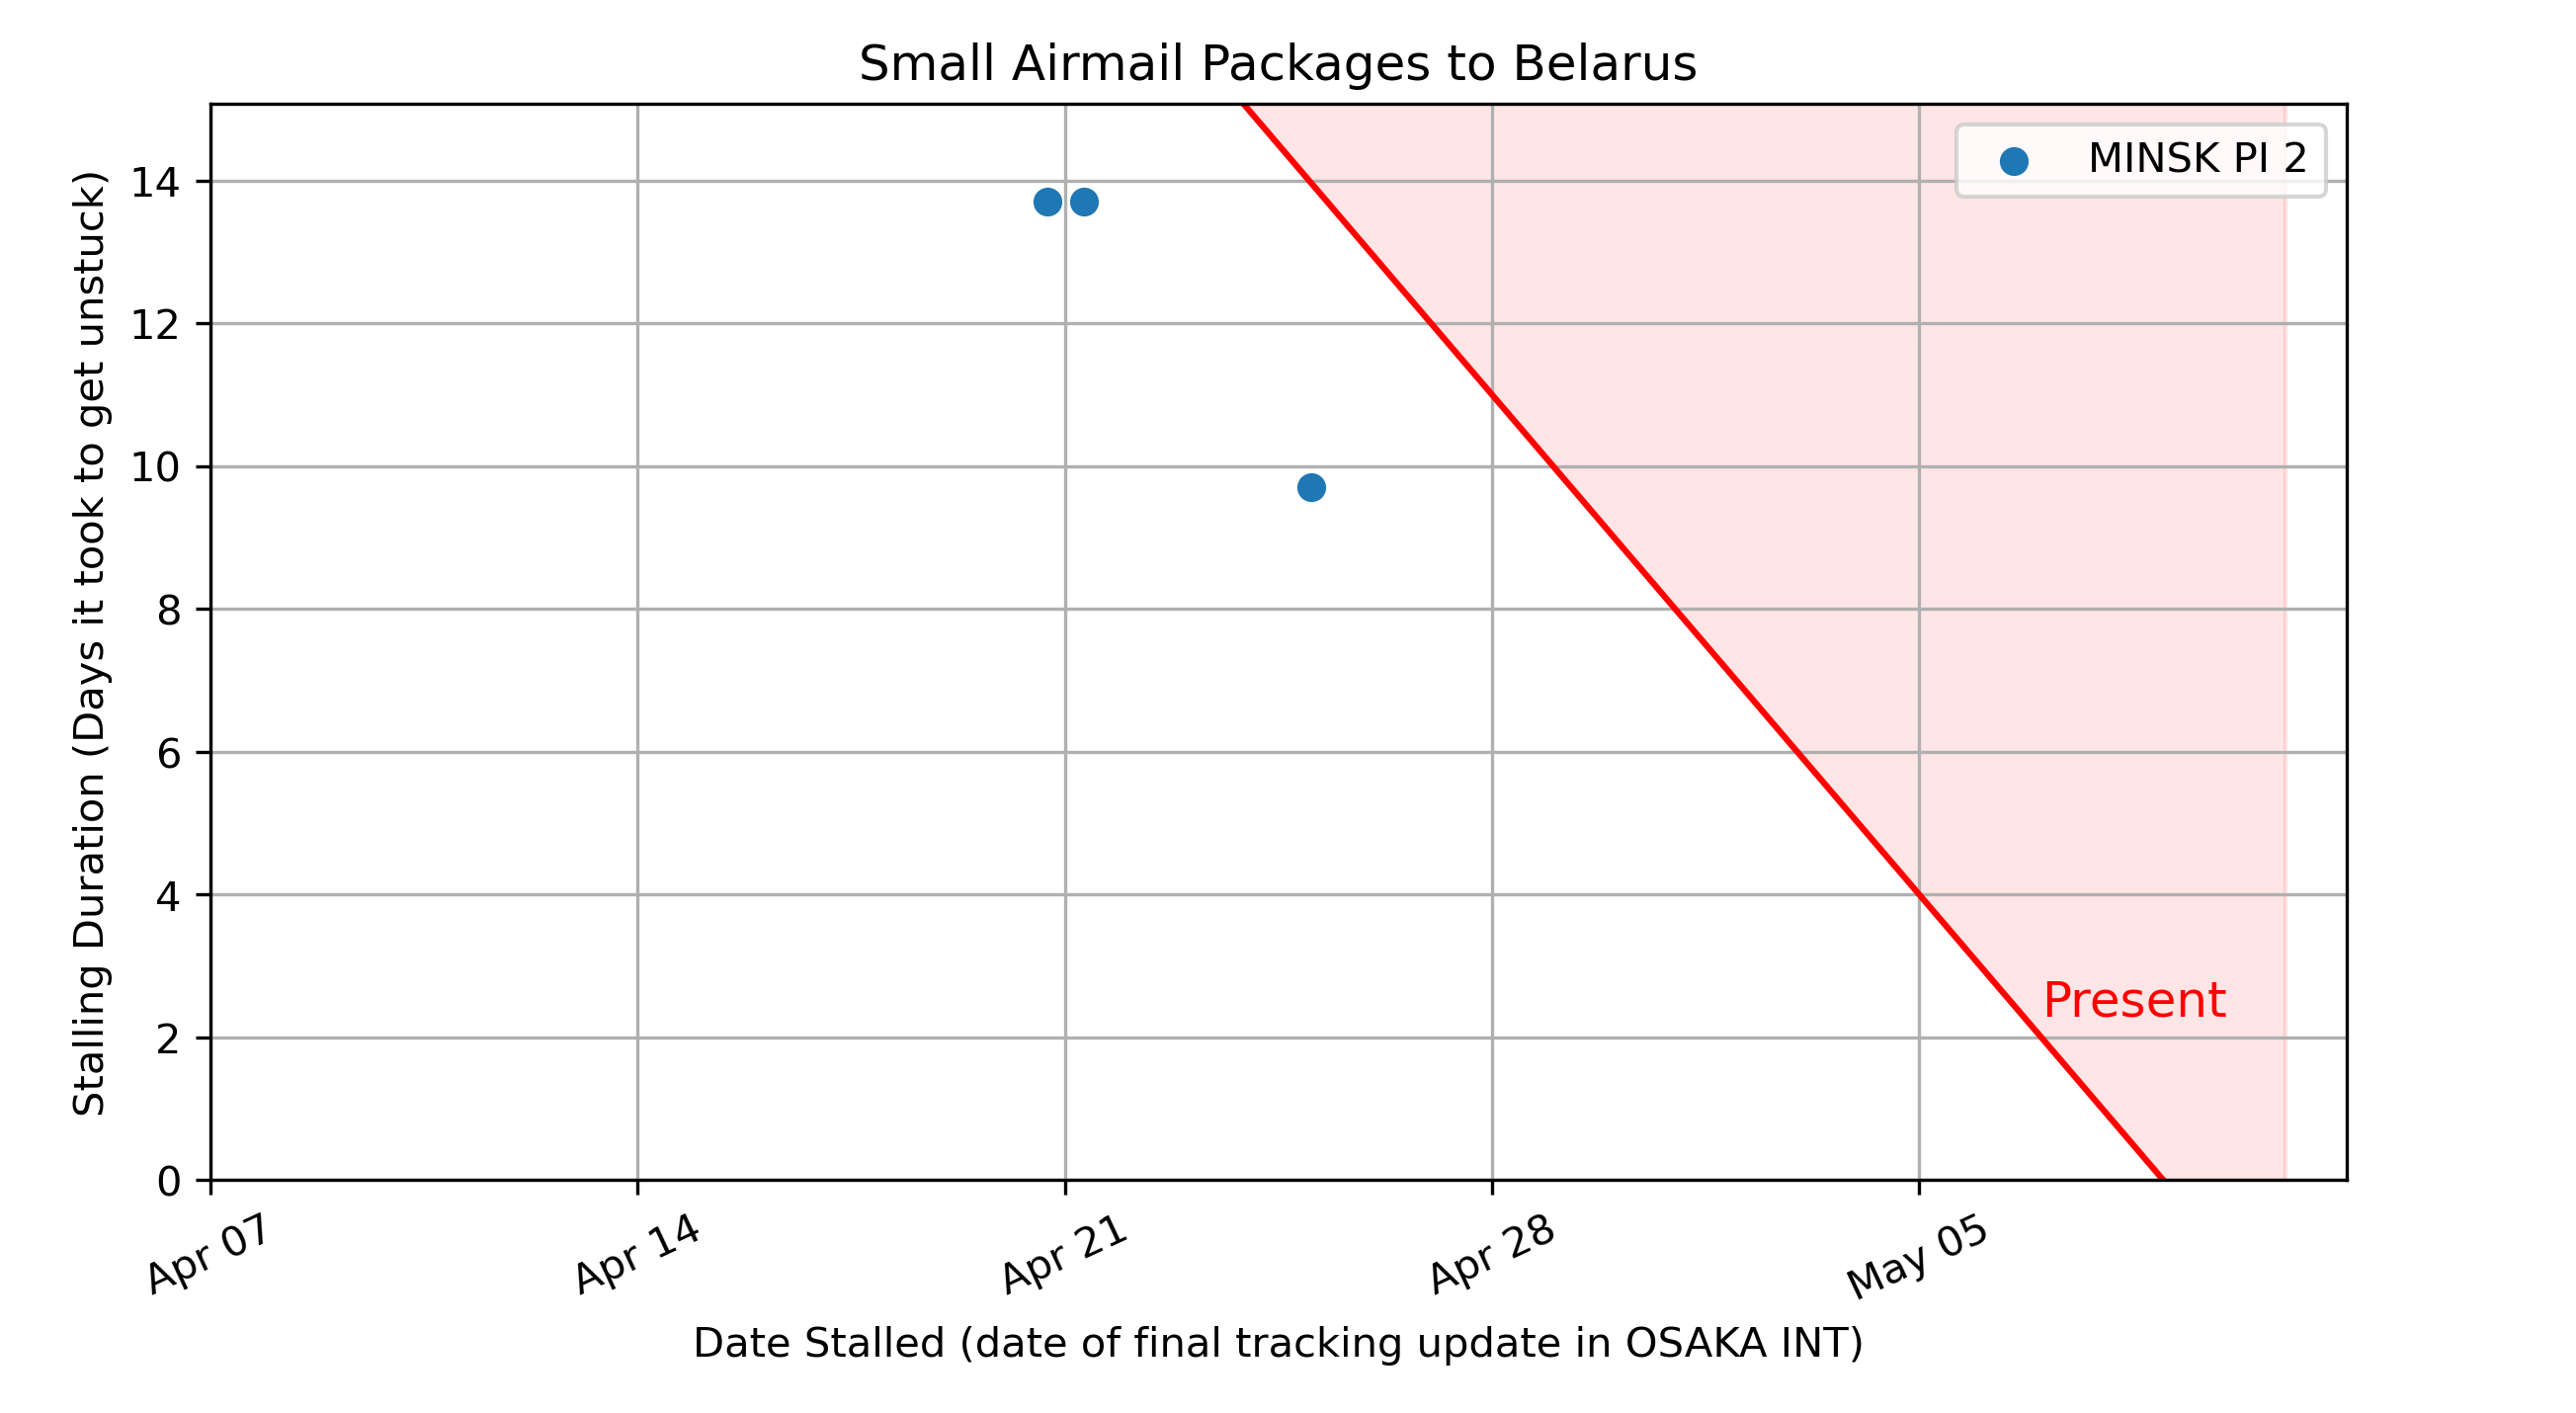 Small Airmail Packages to Belarus
MINSK PI 2
14
12
10
8
6
4
2
0
Stalling Duration (Days it took to get unstuck)
Present
Apr 07
Apr 14
Apr 21
Apr 28
May 05
Date Stalled (date of final tracking update in OSAKA INT)